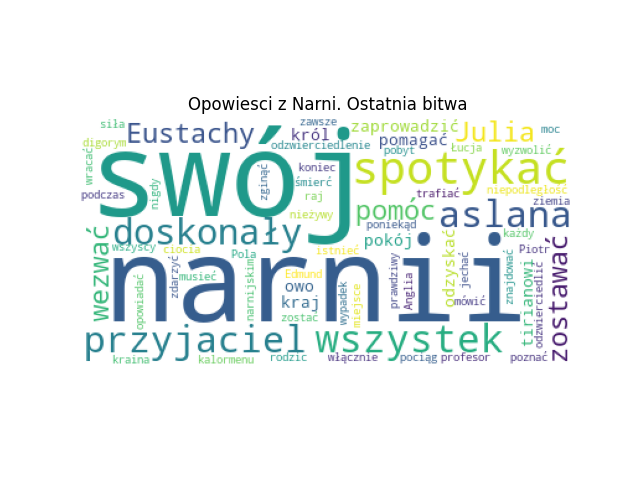 Opowiesci z Narni. Ostatnia bitwa
siła
zawsze
Eustachy
król
zaprowadzić
Julia
moc
digorym
odzwierciedlenie
pomagać
pobyt
Łucja
wyzwolić
swój
wracać
koniec
spotykać
podczas
nigdy
zginąć
śmierć
raj
trafiać
niepodległość
ziemia
nieżywy
pomóc
aslana
doskonały
poniekąd
każdy
wezwać
wszyscy
ciocia
Pola
istnieć
pokój
odzyskać
Piotr
narnii
zdarzyć
musieć
narnijskim
Edmund
owo
prawdziwy
Anglia
jechać
znajdować
tirianowi
odzwierciedlić
zostawać
opowiadać
kraj
wypadek
miejsce
mówić
zostać
przyjaciel
wszystek
kraina
kalormenu
rodzic
włącznie
pociąg
profesor
poznać